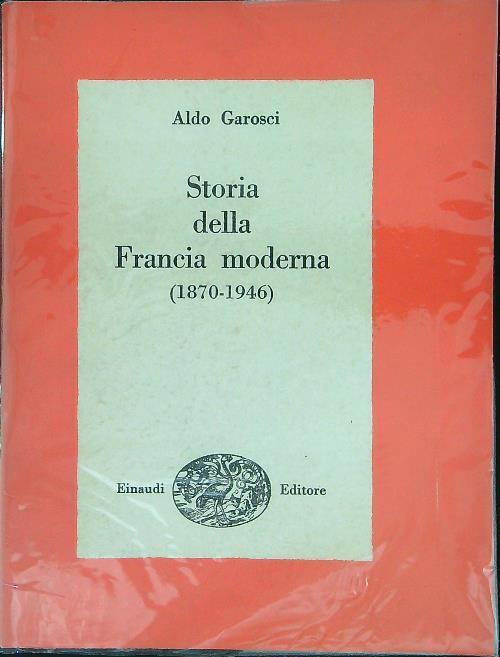 Aldo Garosci
Storia
della
Francia moderna
(1870-1946)
Einaudi Editore